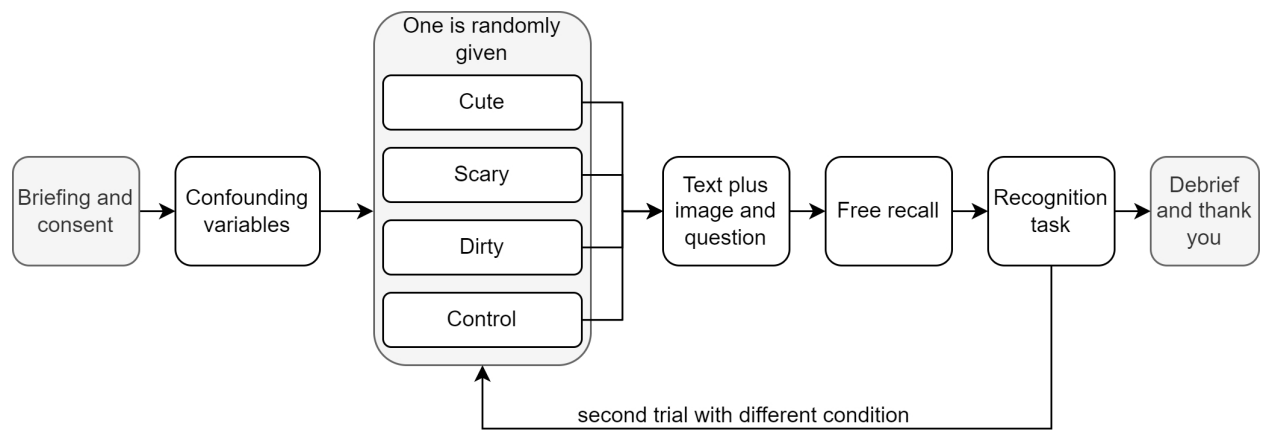 Briefing and
consent
Confounding
variables
One is randomly
given
Cute
Scary
Dirty
Control
Text plus
image and
question
Free recall
Recognition
task
Debrief
and thank
you
second trial with different condition